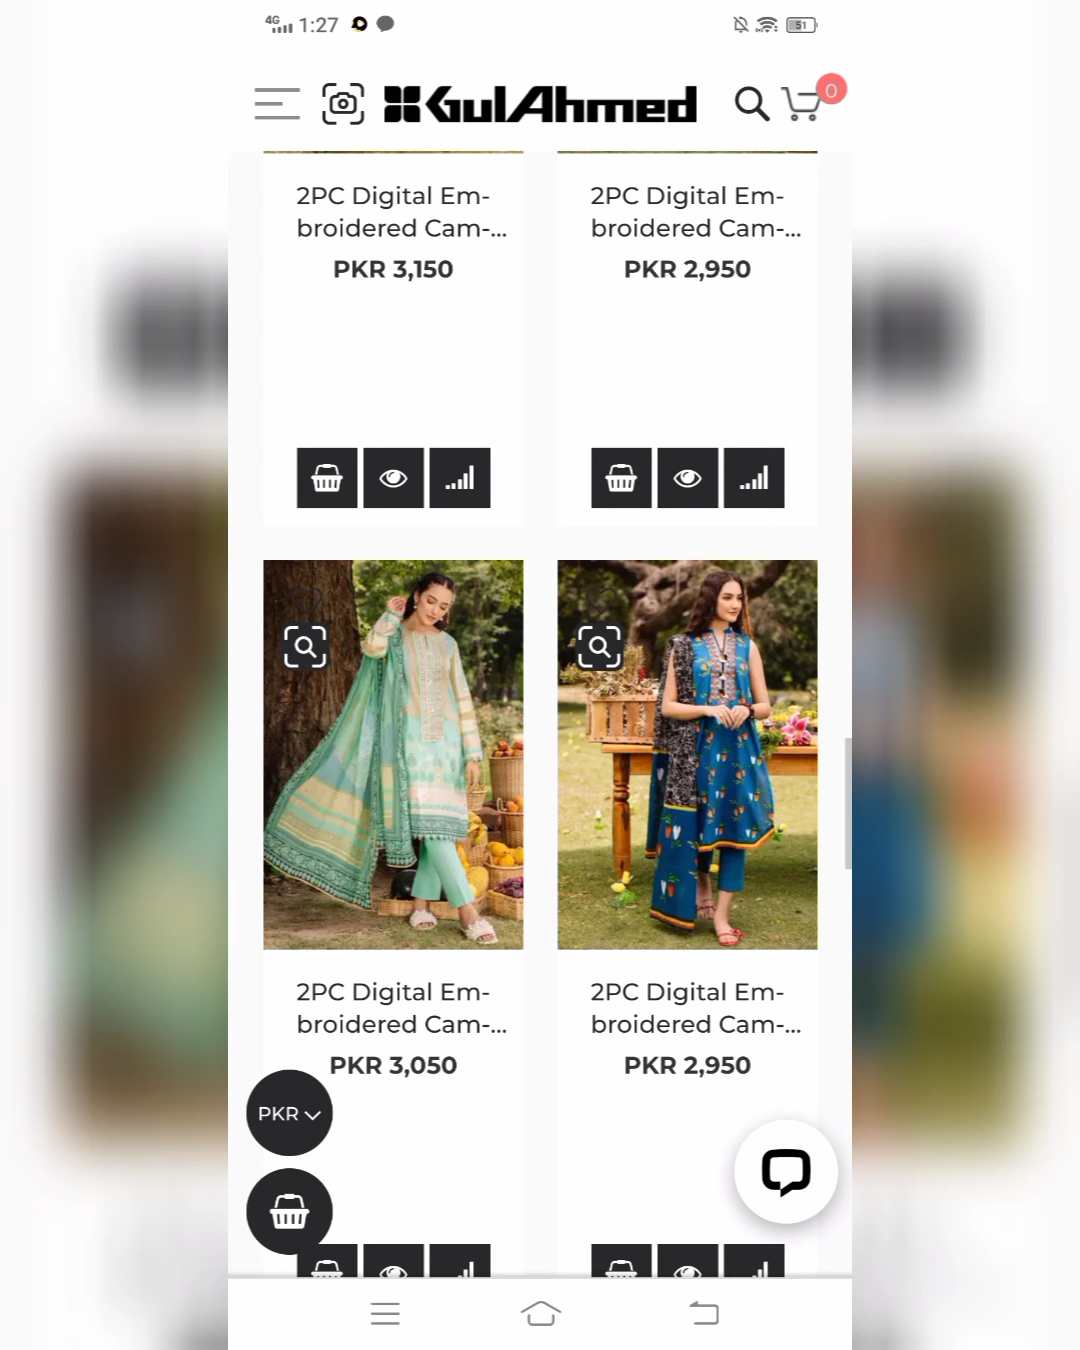 4G 1:27 51
GulAhmed 0
2PC Digital Em-
broidered Cam-...
PKR 3,150
2PC Digital Em-
broidered Cam-...
PKR 2,950
2PC Digital Em-
broidered Cam-...
PKR 3,050
2PC Digital Em-
broidered Cam-...
PKR 2,950
PKR